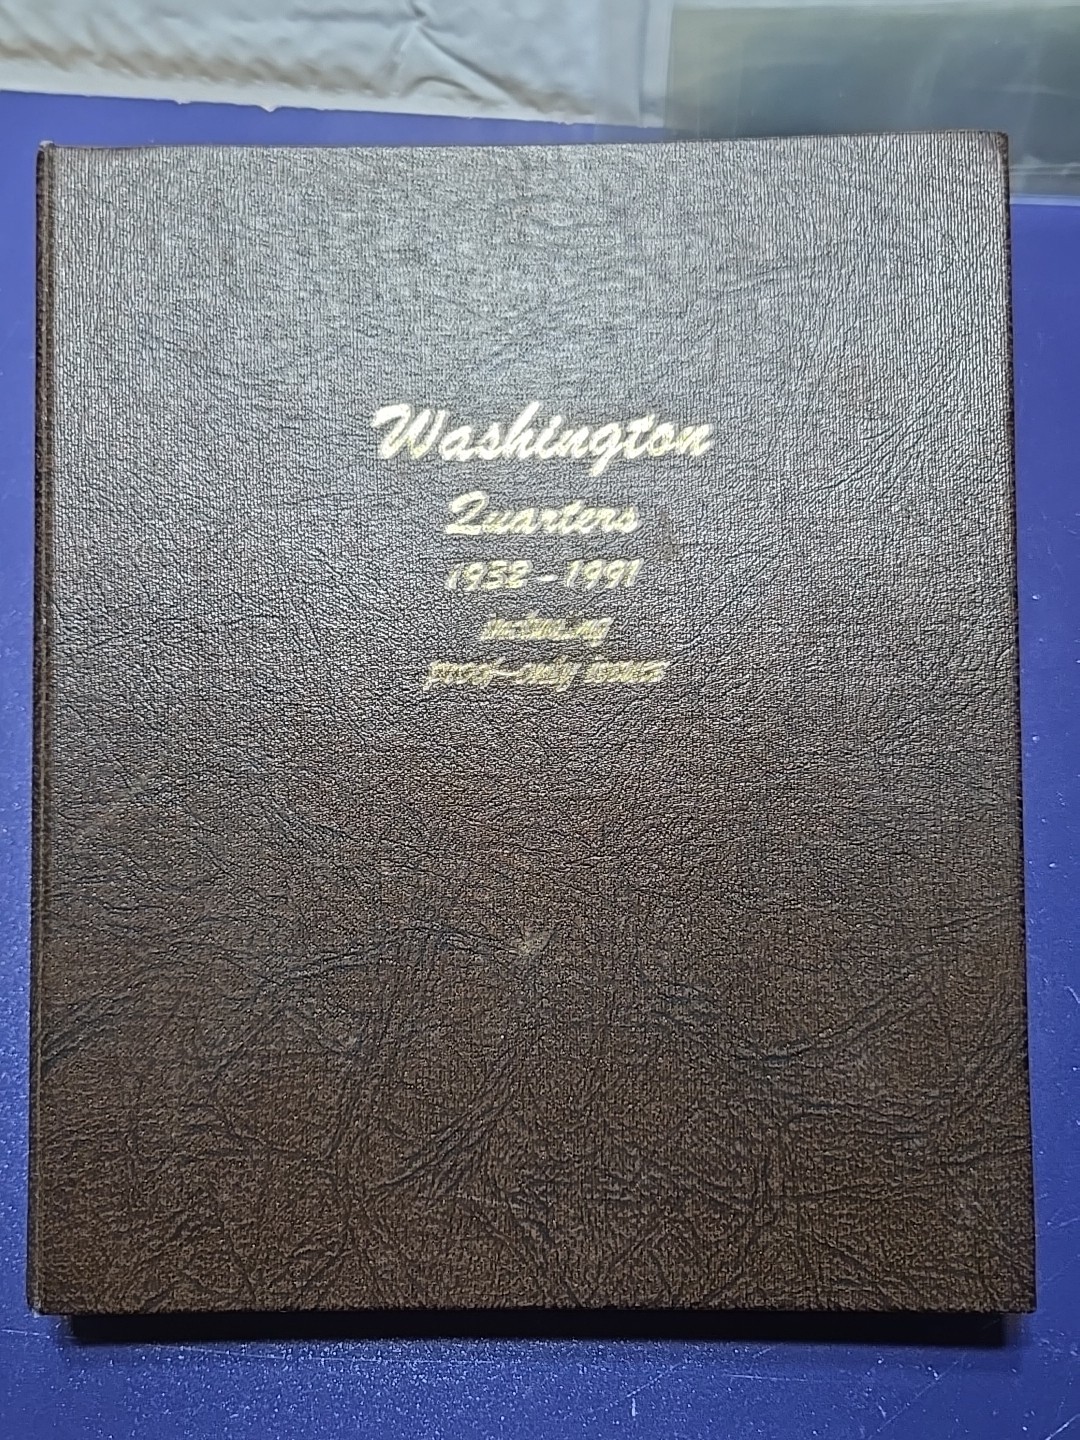 Washington
Quarters
1932-1991
including
proof-only issues